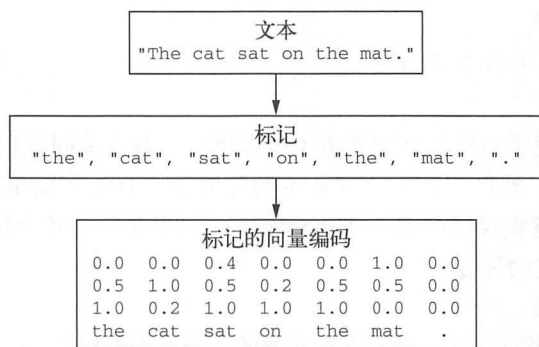 文本
"The cat sat on the mat."
标记
"the", "cat", "sat", "on", "the", "mat", "."
标记的向量编码
0.0 0.0 0.4 0.0 0.0 1.0 0.0
0.5 1.0 0.5 0.2 0.5 0.5 0.0
1.0 0.2 1.0 1.0 1.0 0.0 0.0
the cat sat on the mat .